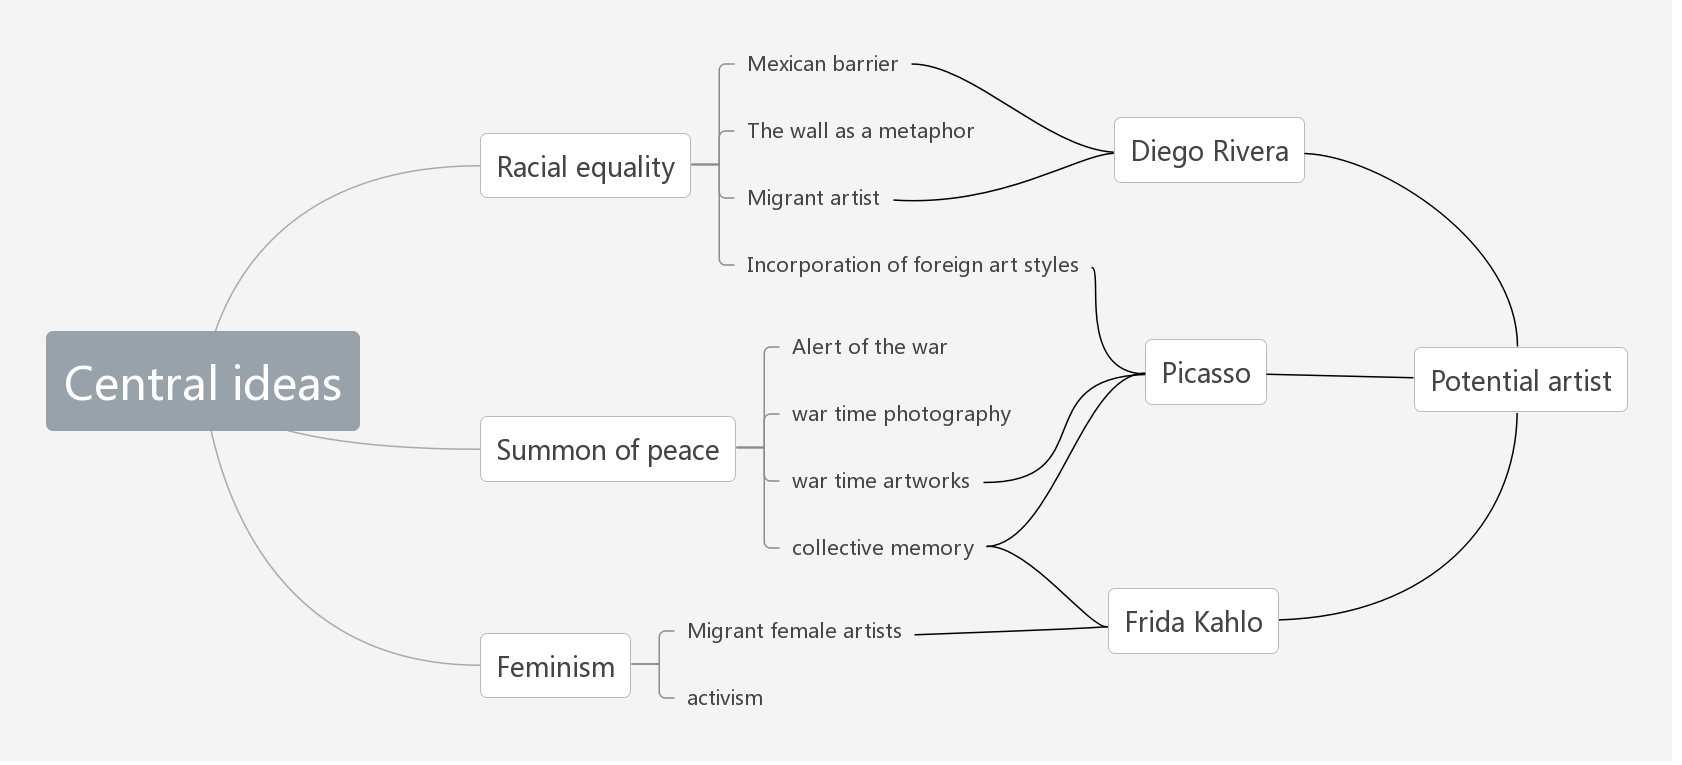 Central ideas
Racial equality
Mexican barrier
The wall as a metaphor
Migrant artist
Incorporation of foreign art styles
Summon of peace
Alert of the war
war time photography
war time artworks
collective memory
Feminism
Migrant female artists
activism
Diego Rivera
Picasso
Frida Kahlo
Potential artist